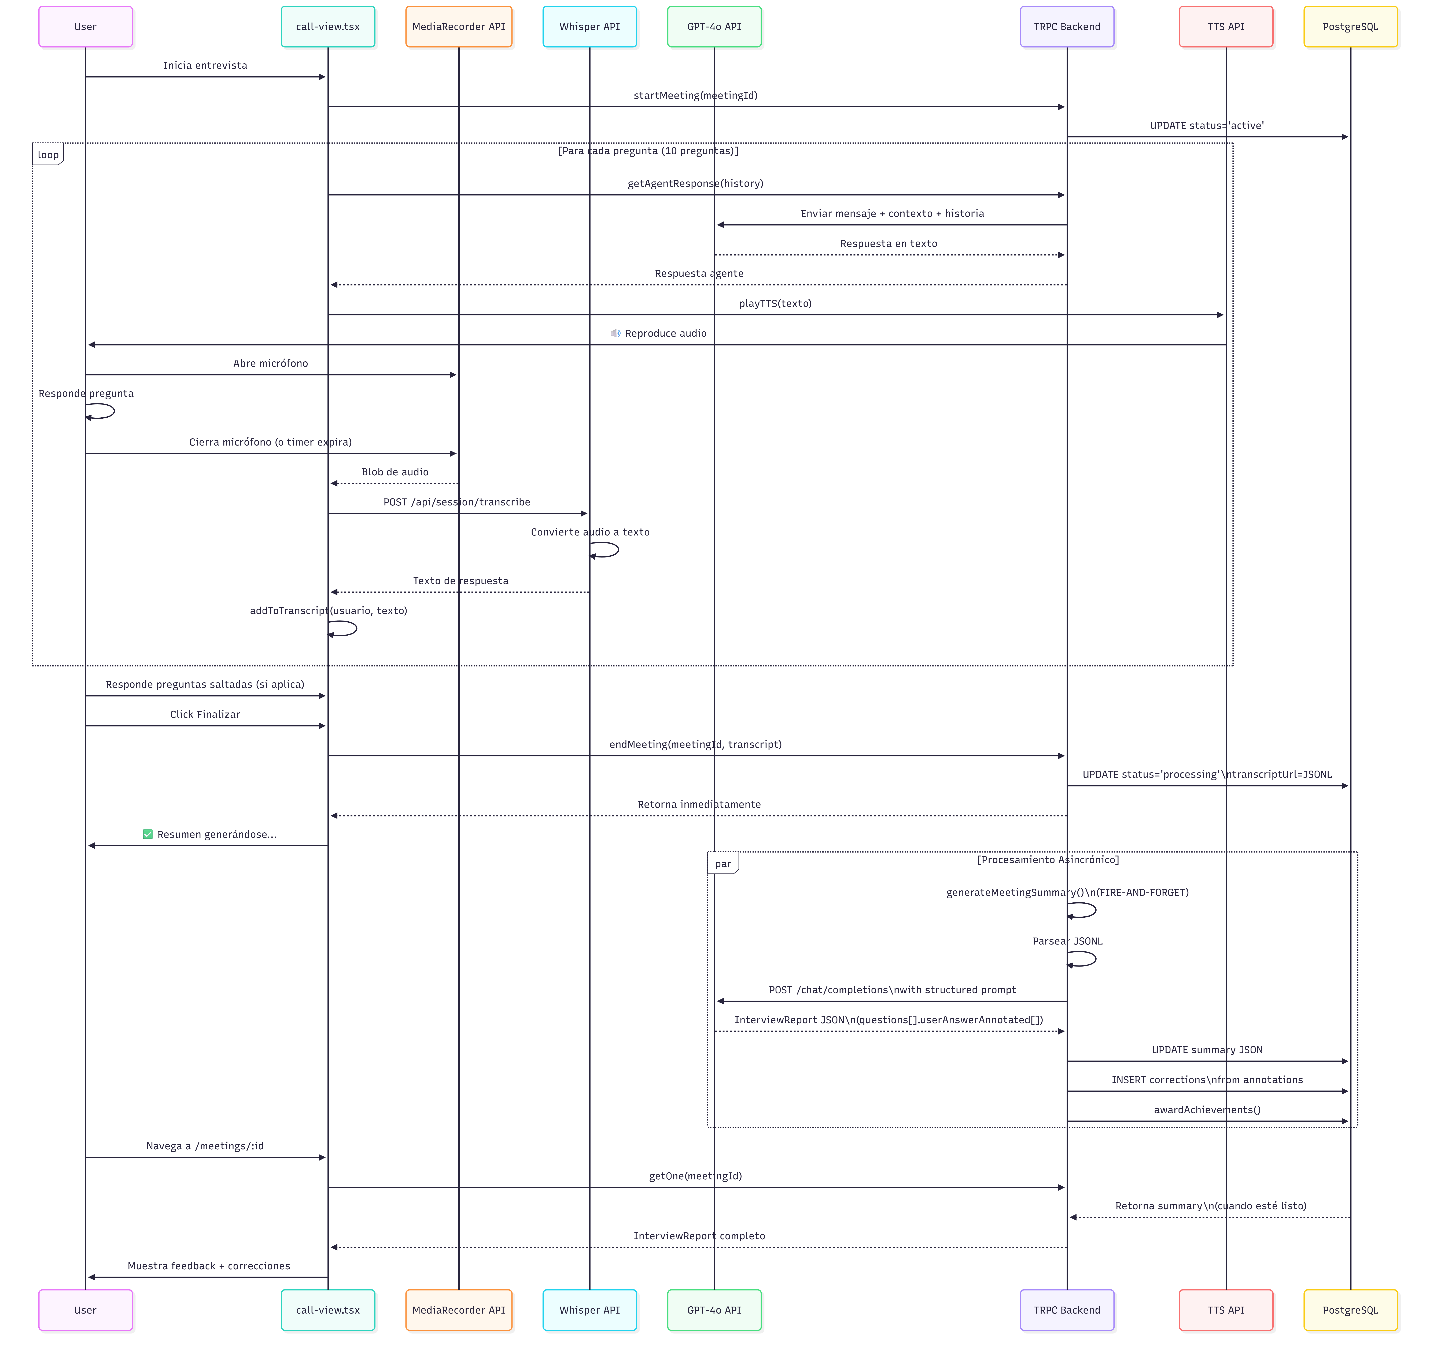 User
call-view.tsx
MediaRecorder API
Whisper API
GPT-4o API
TRPC Backend
TTS API
PostgreSQL
Inicia entrevista
startMeeting(meetingId)
UPDATE status='active'
loop
[Para cada pregunta (10 preguntas)]
getAgentResponse(history)
Enviar mensaje + contexto + historia
Respuesta en texto
Respuesta agente
playTTS(texto)
🔊 Reproduce audio
Abre micrófono
Responde pregunta
Cierra micrófono (o timer expira)
Blob de audio
POST /api/session/transcribe
Convierte audio a texto
Texto de respuesta
addToTranscript(usuario, texto)
Responde preguntas saltadas (si aplica)
Click Finalizar
endMeeting(meetingId, transcript)
UPDATE status='processing'\ntranscriptUrl=JSONL
Retorna inmediatamente
✅ Resumen generándose...
par
[Procesamiento Asincrónico]
generateMeetingSummary()\n(FIRE-AND-FORGET)
Parsear JSONL
POST /chat/completions\nwith structured prompt
InterviewReport JSON\n(questions[].userAnswerAnnotated[])
UPDATE summary JSON
INSERT corrections\nfrom annotations
awardAchievements()
Navega a /meetings/:id
getOne(meetingId)
Retorna summary\n(cuando esté listo)
InterviewReport completo
Muestra feedback + correcciones
User
call-view.tsx
MediaRecorder API
Whisper API
GPT-4o API
TRPC Backend
TTS API
PostgreSQL